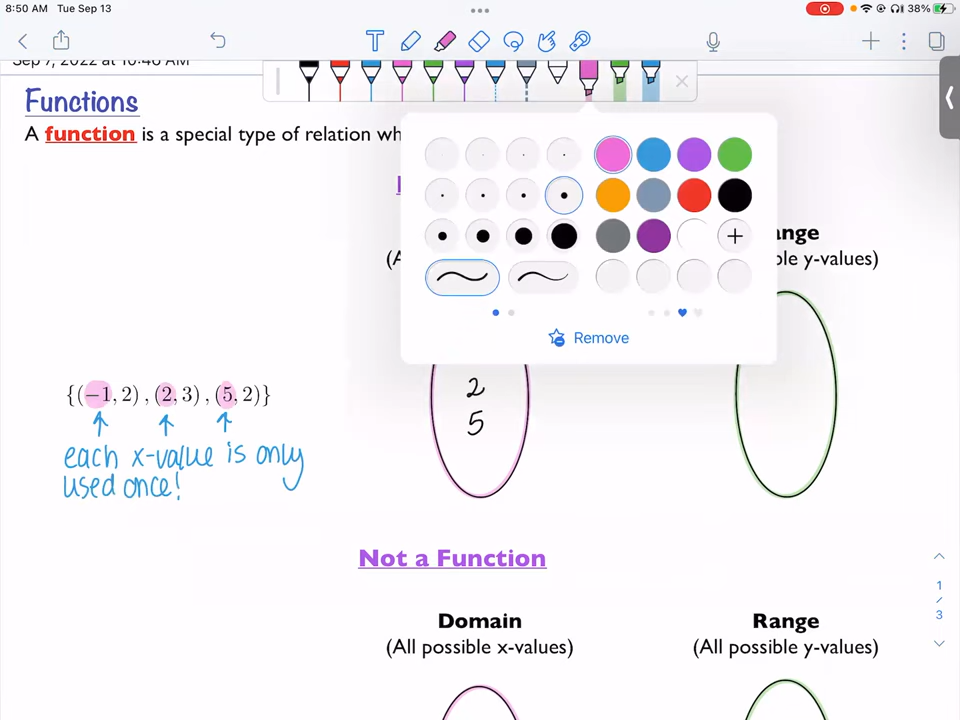 8:50 AM Tue Sep 13
38%
Sep 7, 2022 at 10:46 AM
Functions
A function is a special type of relation wh
(A
ange
ble y-values)
Remove
2
5
{(−1, 2) , (2, 3) , (5, 2)}
each x-value is only
used once!
Not a Function
Domain
Range
(All possible x-values)
(All possible y-values)
1
/
3